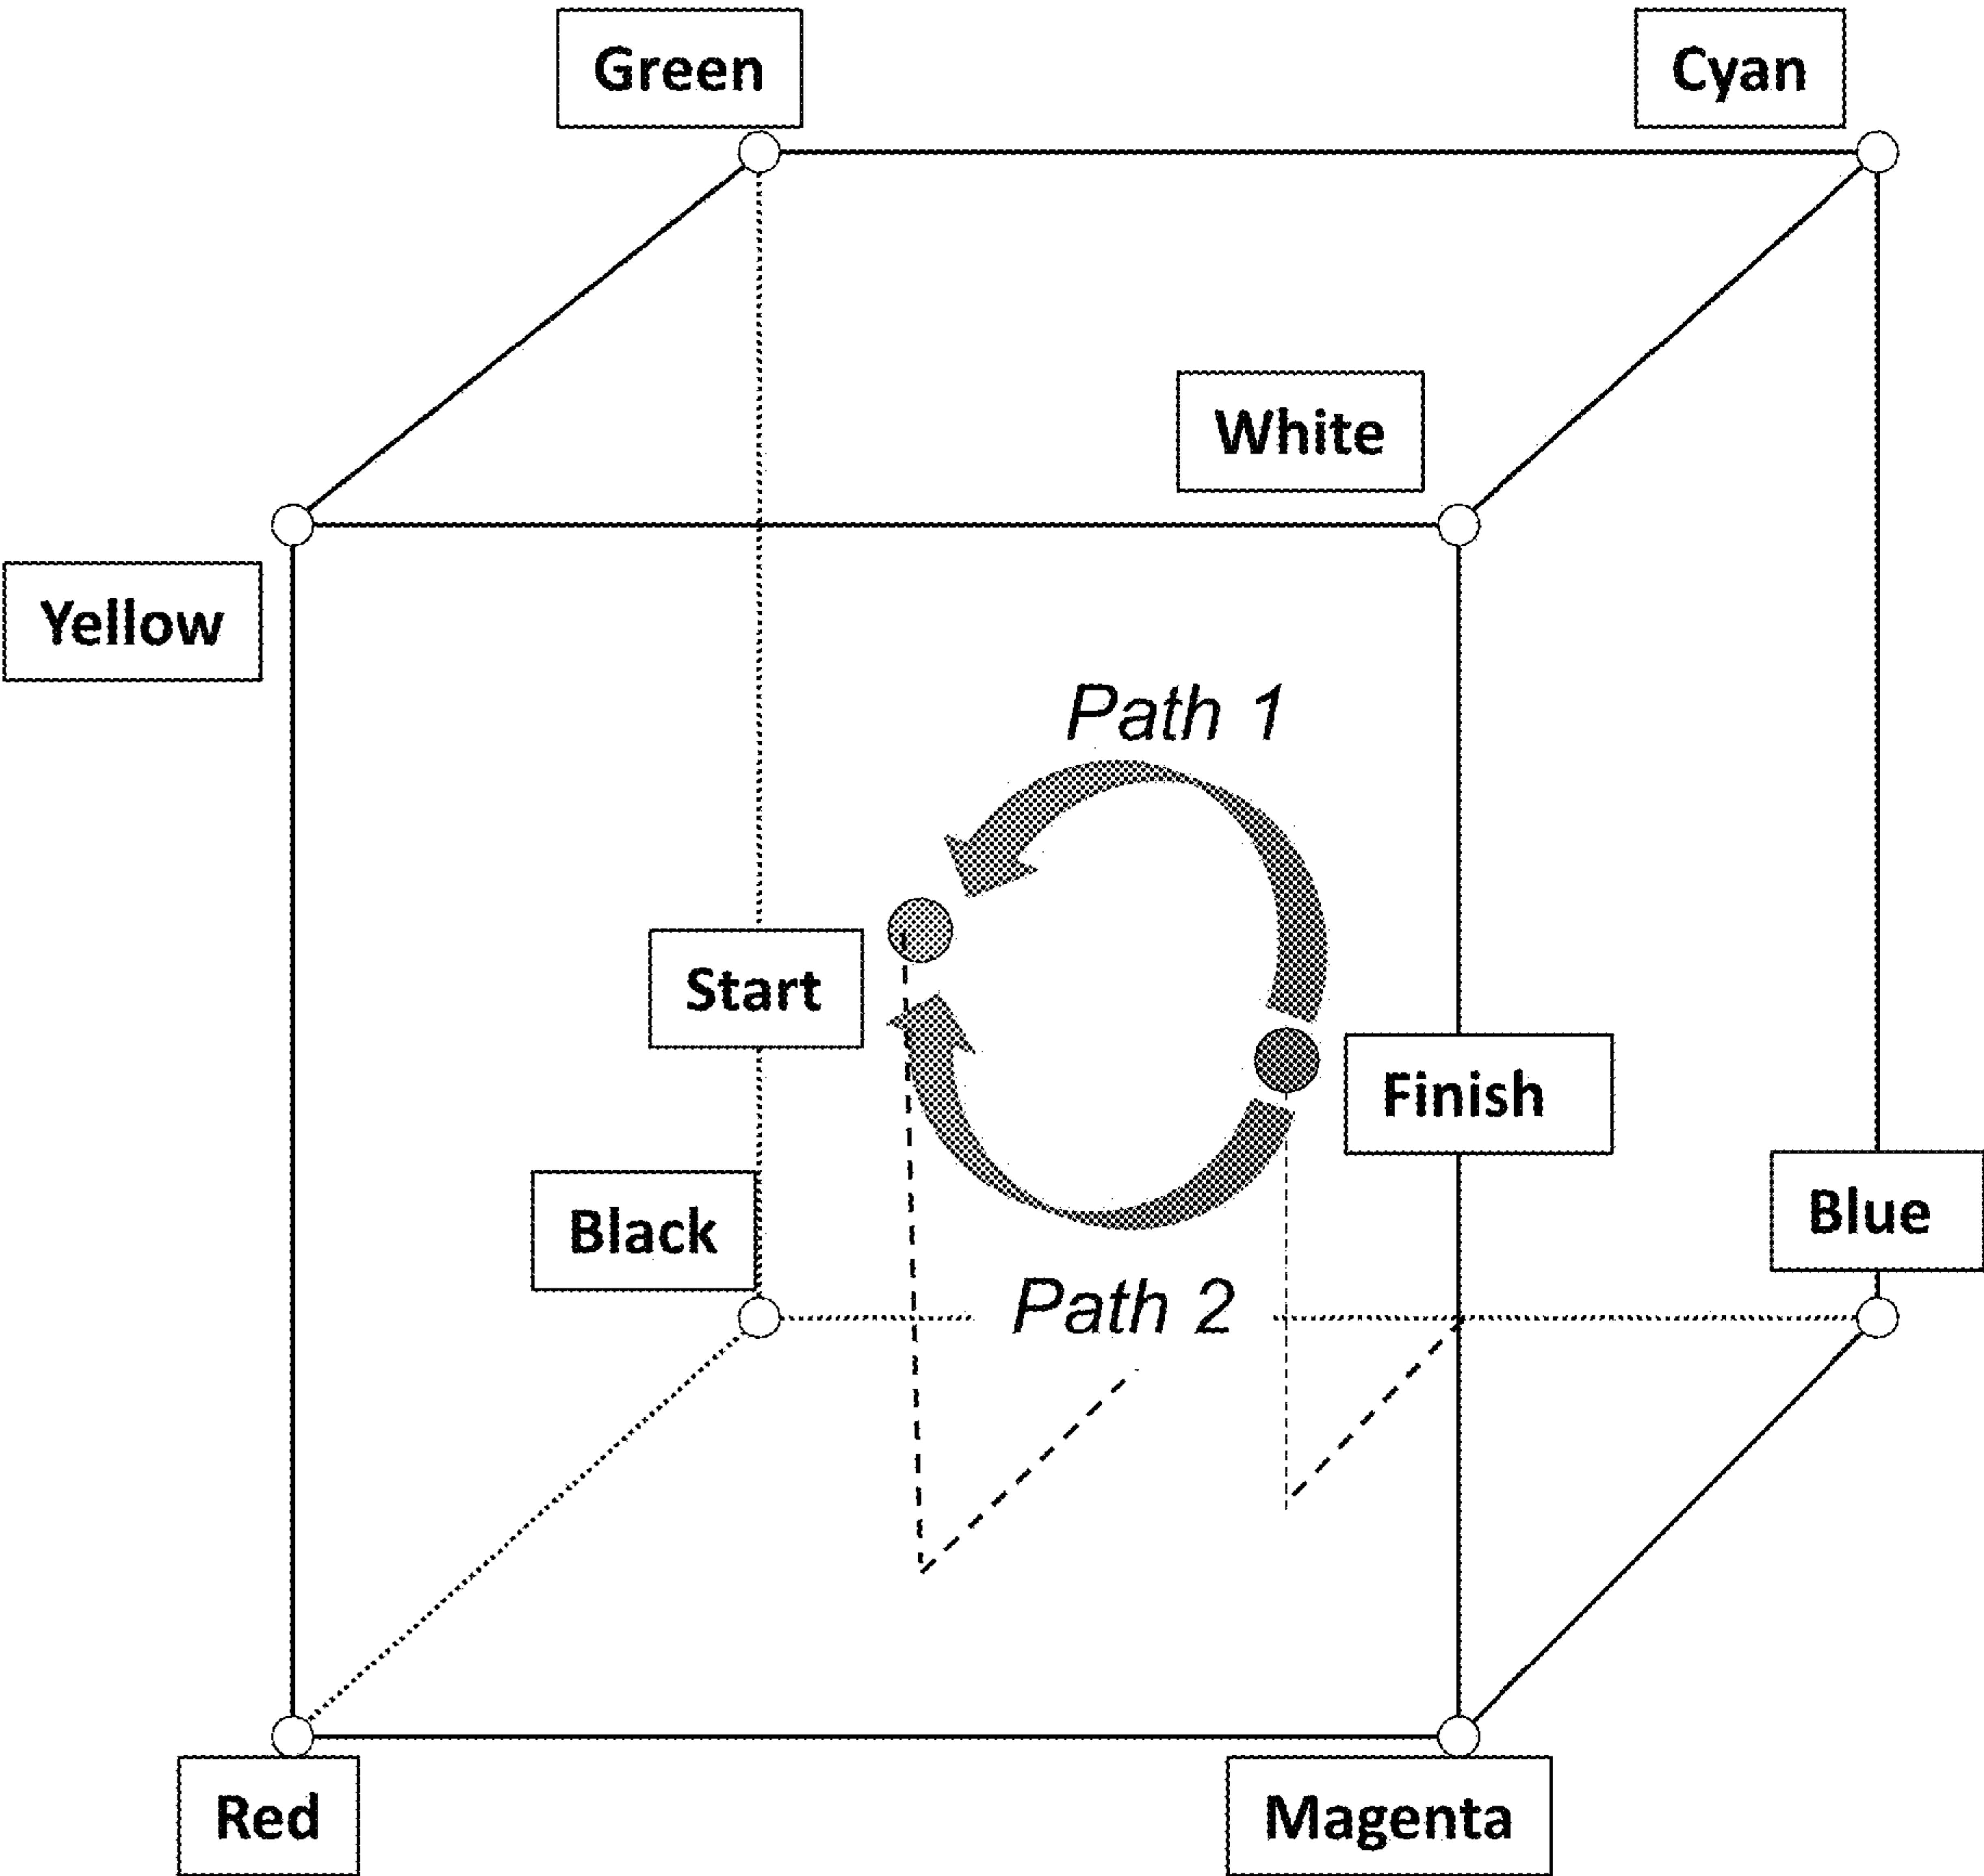 Green
Cyan
White
Yellow
Path 1
Start
Finish
Black
Blue
Path 2
Red
Magenta